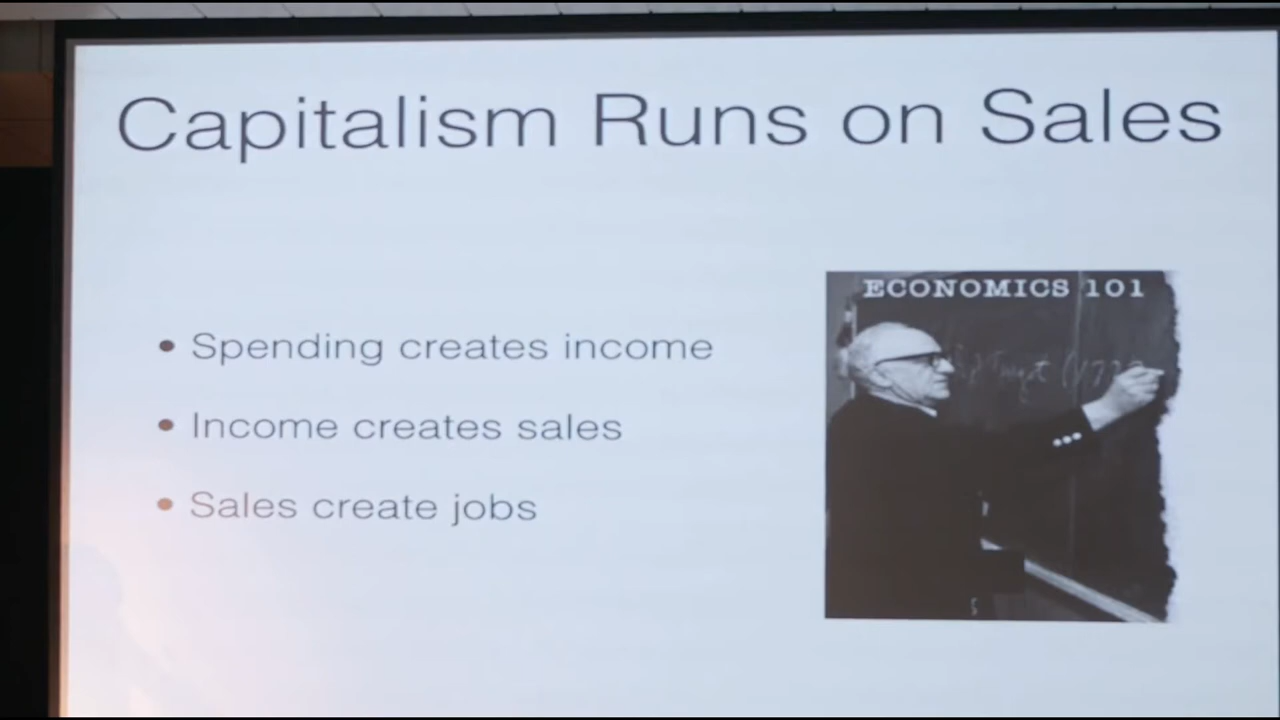 Capitalism Runs on Sales
ECONOMICS 101
• Spending creates income
• Income creates sales
• Sales create jobs